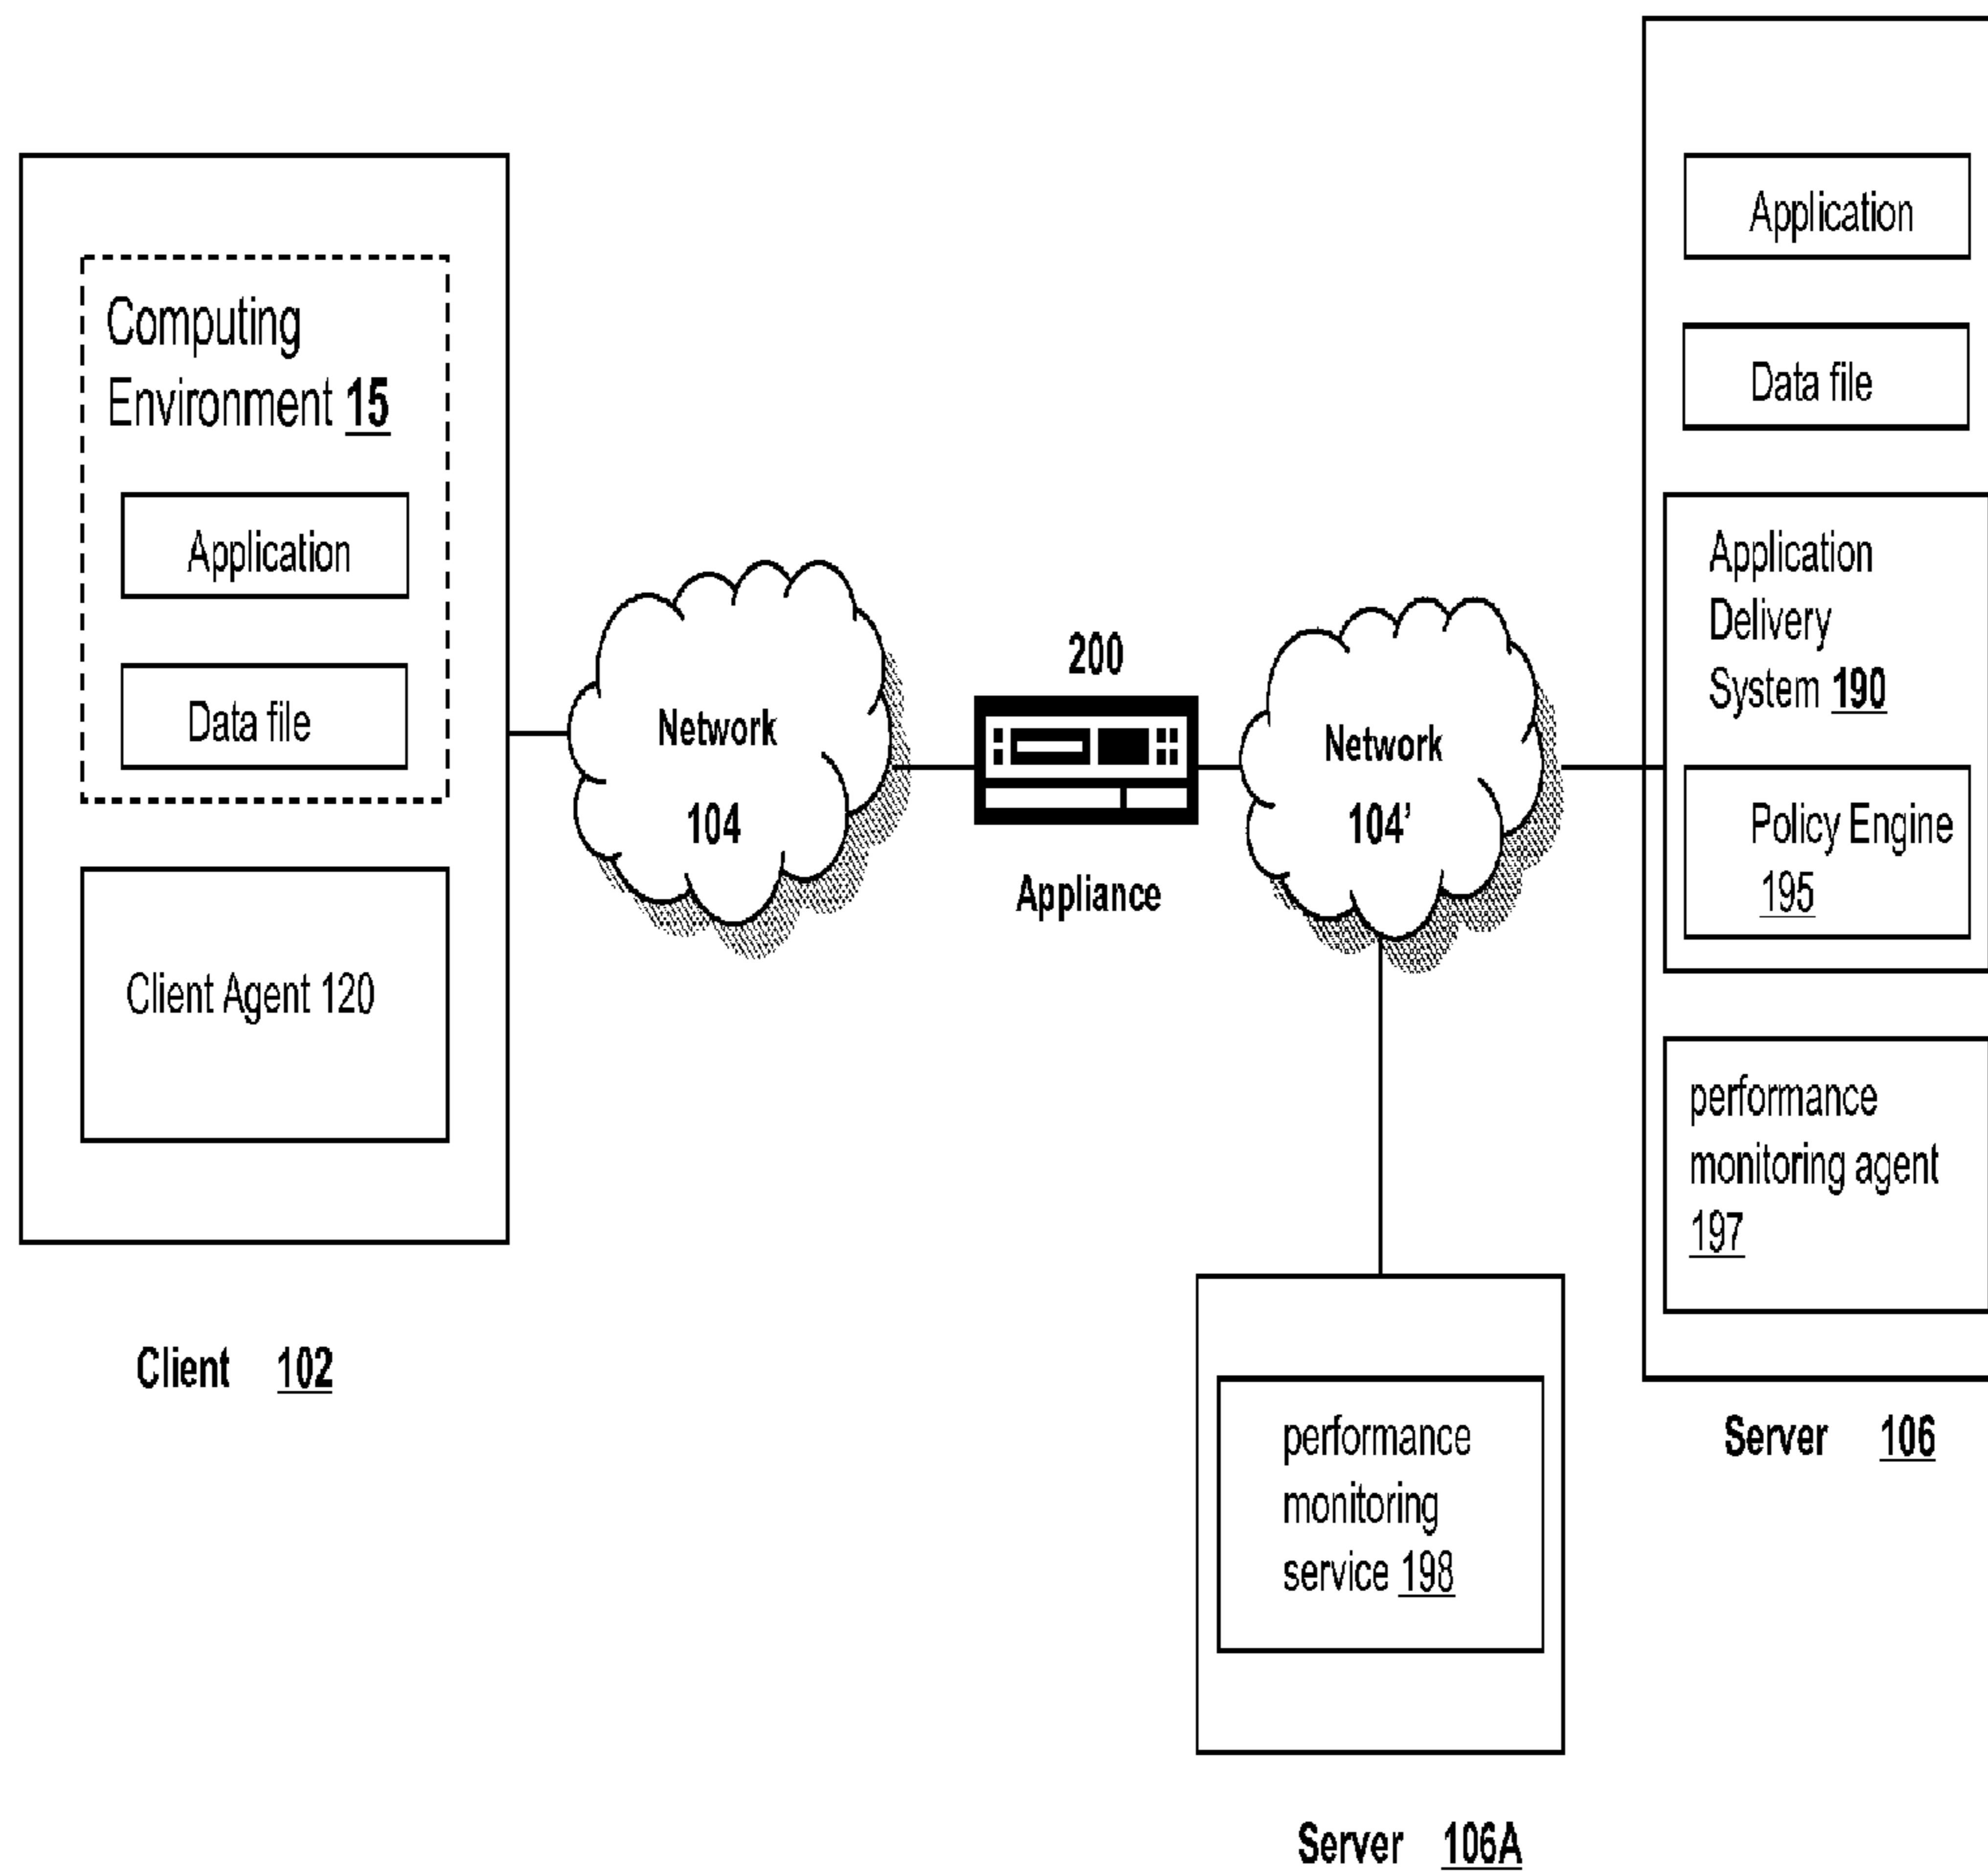 Computing
Environment 15
Application
Data file
Client Agent 120
Client 102
Network
104
200
Appliance
Network
104'
Application
Data file
Application
Delivery
System 190
Policy Engine
195
performance
monitoring agent
197
Server 106
performance
monitoring
service 198
Server 106A